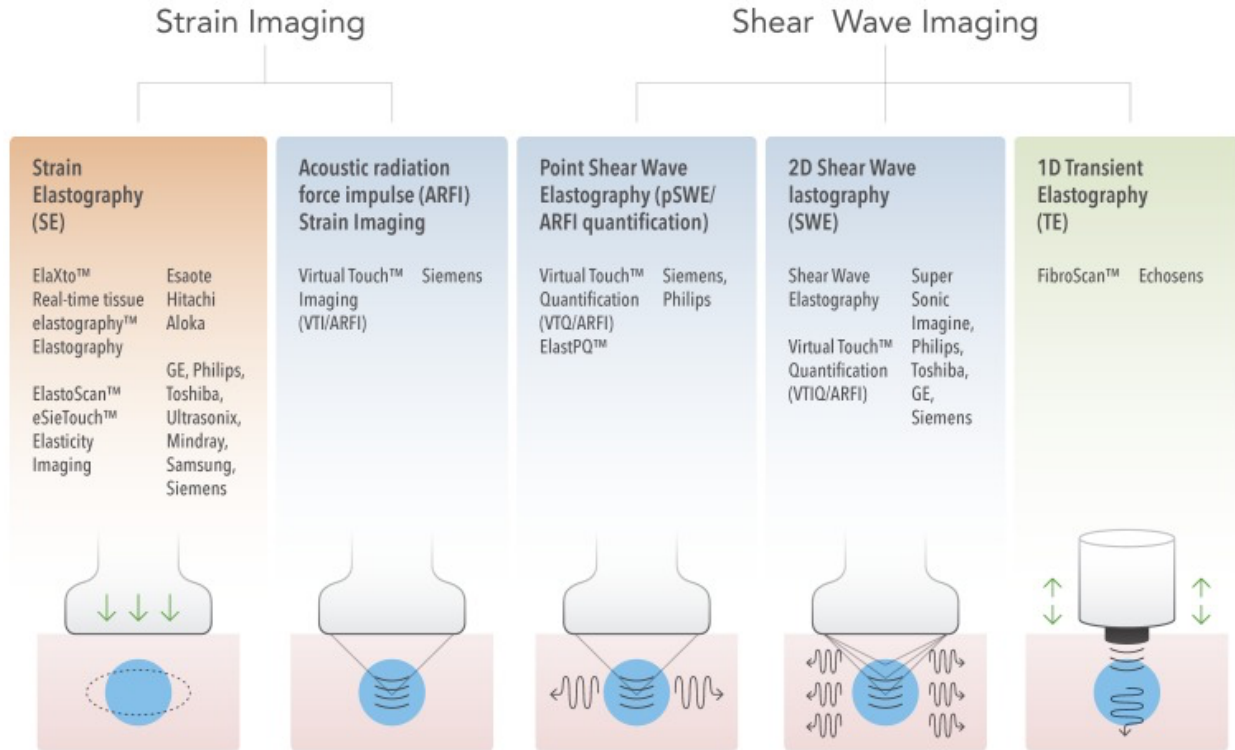 Strain Imaging
Shear Wave Imaging
Strain
Elastography
(SE)
ElaXto™
Real-time tissue
elastography™
Elastography
ElastoScan™
eSieTouch™
Elasticity
Imaging
Esaote
Hitachi
Aloka
GE, Philips,
Toshiba,
Ultrasonix,
Mindray,
Samsung,
Siemens
Acoustic radiation
force impulse (ARFI)
Strain Imaging
Virtual Touch™
Imaging
(VTI/ARFI)
Siemens
Point Shear Wave
Elastography (pSWE/
ARFI quantification)
Virtual Touch™
Quantification
(VTQ/ARFI)
ElastPQ™
Siemens,
Philips
2D Shear Wave
lastography
(SWE)
Shear Wave
Elastography
Virtual Touch™
Quantification
(VTIQ/ARFI)
Super
Sonic
Imagine,
Philips,
Toshiba,
GE,
Siemens
1D Transient
Elastography
(TE)
FibroScan™
Echosens